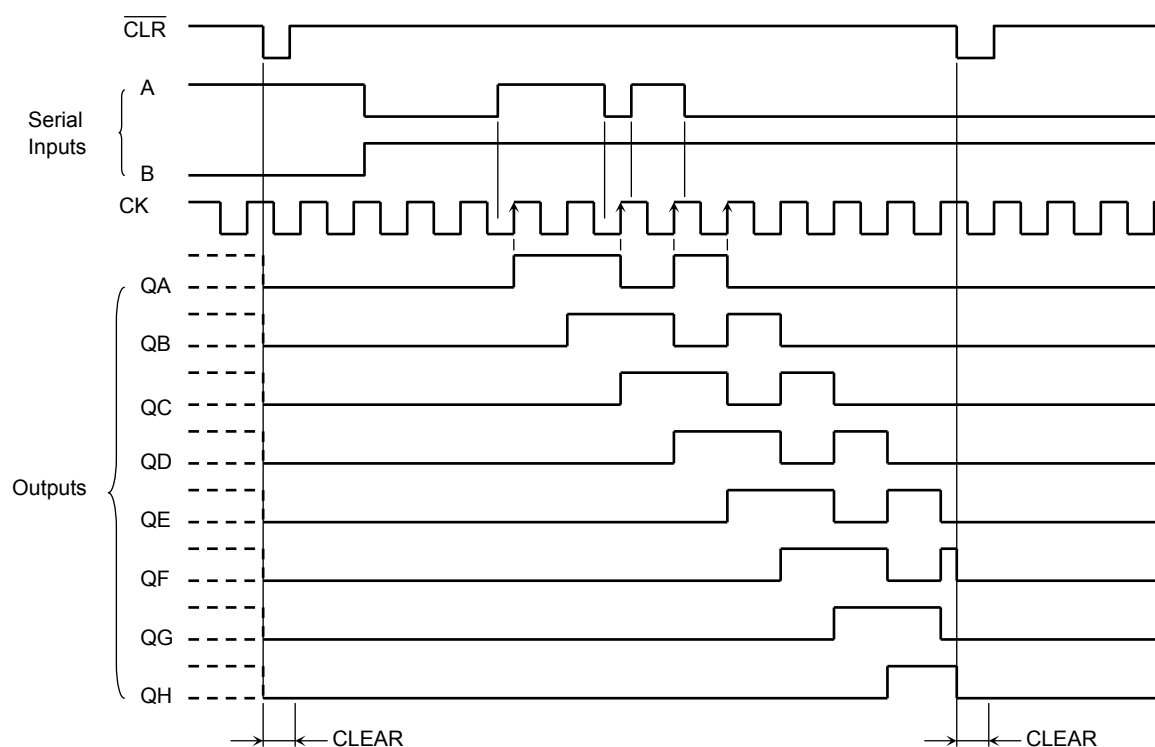 CLR
A
Serial
Inputs
B
CK
QA
QB
QC
QD
Outputs
QE
QF
QG
QH
CLEAR
CLEAR